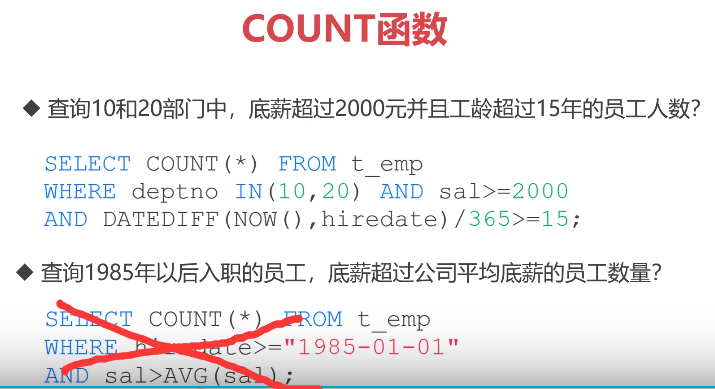 COUNT函数
◆ 查询10和20部门中，底薪超过2000元并且工龄超过15年的员工人数？
SELECT COUNT(*) FROM t_emp
WHERE deptno IN(10,20) AND sal>=2000
AND DATEDIFF(NOW(),hiredate)/365>=15;
◆ 查询1985年以后入职的员工，底薪超过公司平均底薪的员工数量？
SELECT COUNT(*) FROM t_emp
WHERE hiredate>="1985-01-01"
AND sal>AVG(sal);